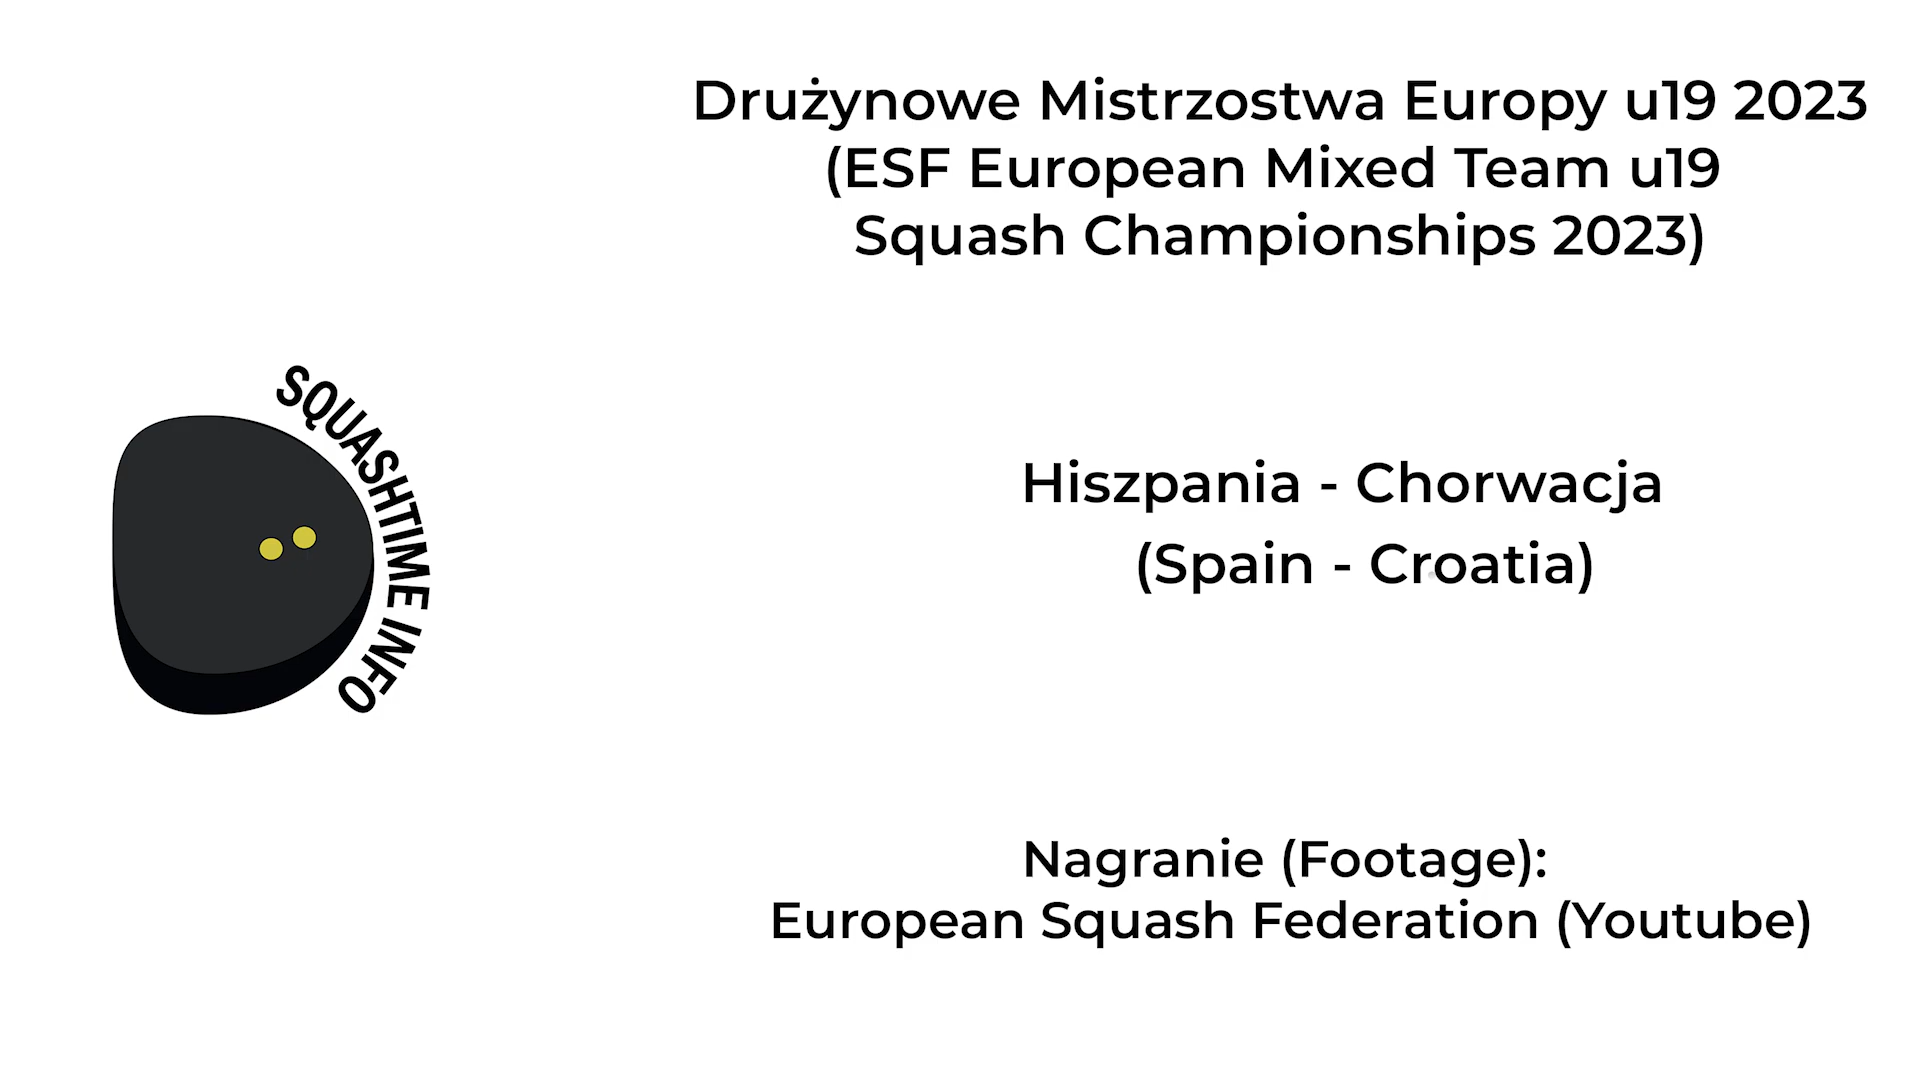 Drużynowe Mistrzostwa Europy u19 2023
(ESF European Mixed Team u19
Squash Championships 2023)
SQUASHTIME INFO
Hiszpania - Chorwacja
(Spain - Croatia)
Nagranie (Footage):
European Squash Federation (Youtube)